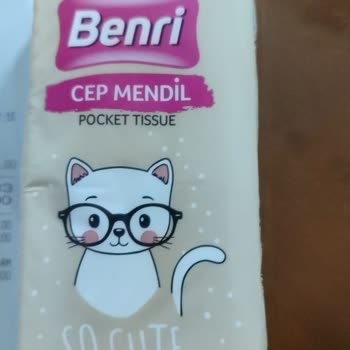 Benri
CEP MENDİL
POCKET TISSUE
SO CUTE